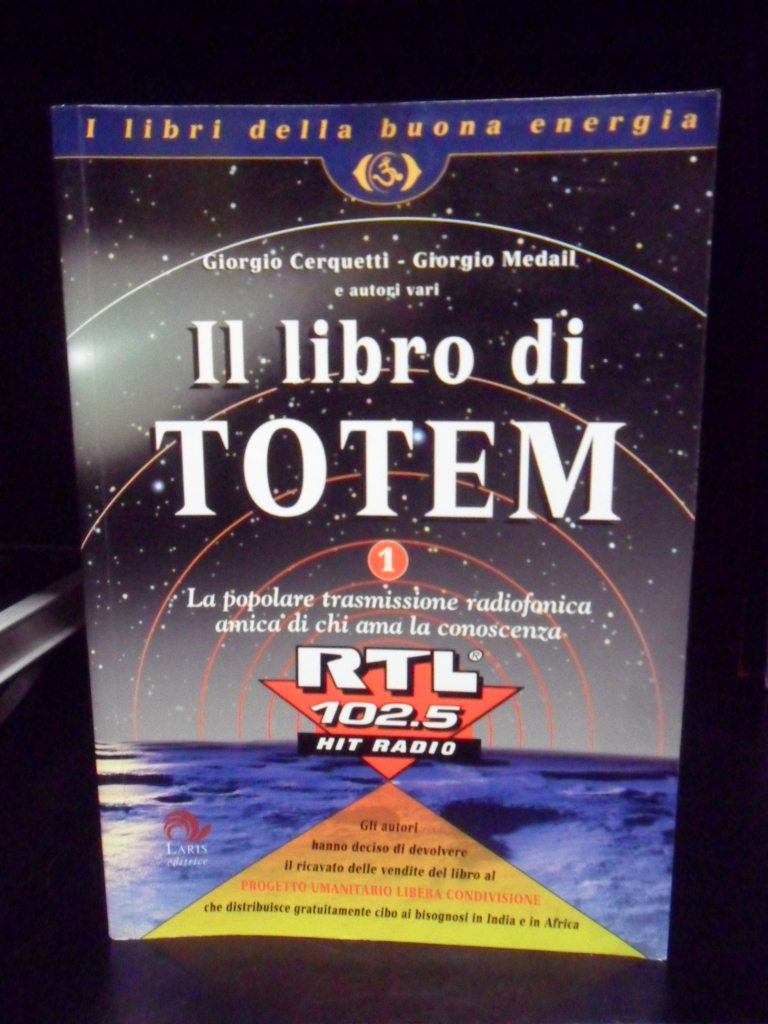 I libri della buona energia
Giorgio Cerquetti - Giorgio Medail
e autori vari
Il libro di
TOTEM
1
La popolare trasmissione radiofonica
amica di chi ama la conoscenza
RTL®
102.5
HIT RADIO
LARIS
editrice
Gli autori
hanno deciso di devolvere
il ricavato delle vendite del libro al
PROGETTO UMANITARIO LIBERA CONDIVISIONE
che distribuisce gratuitamente cibo ai bisognosi in India e in Africa